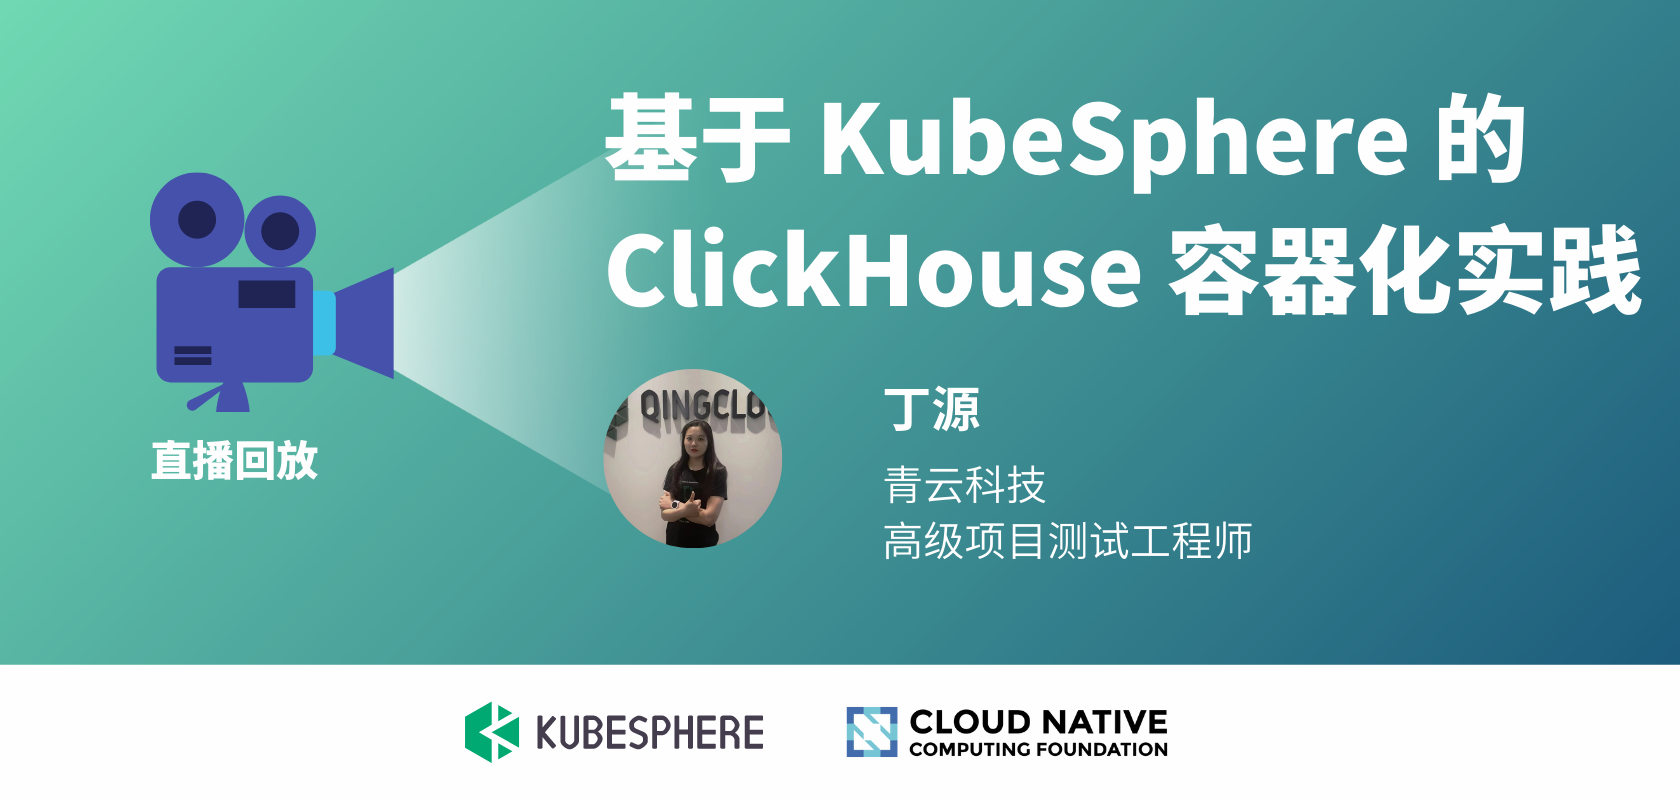 基于 KubeSphere 的
ClickHouse 容器化实践
直播回放
QINGCLO
丁源
青云科技
高级项目测试工程师
KUBESPHERE
CLOUD NATIVE
COMPUTING FOUNDATION